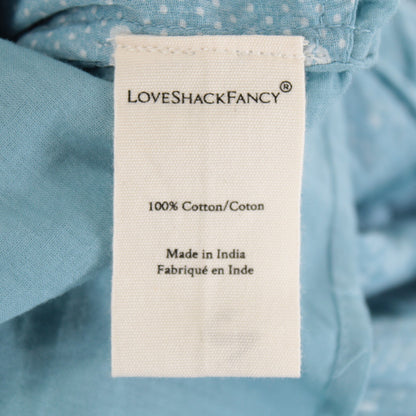 LoveShackFancy®
100% Cotton/Coton
Made in India
Fabriqué en Inde